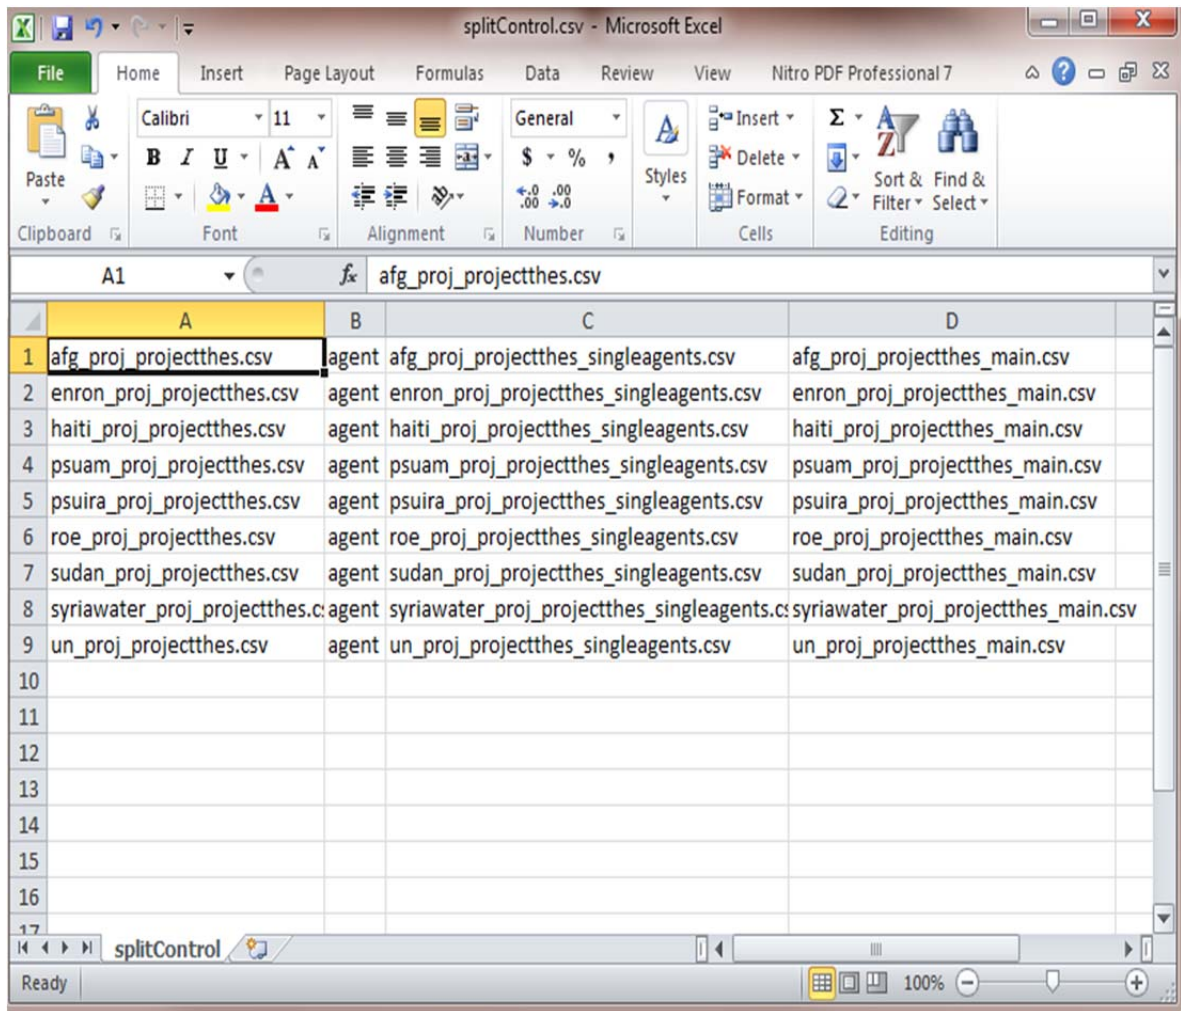 splitControl.csv - Microsoft Excel
File Home Insert Page Layout Formulas Data Review View Nitro PDF Professional 7
Calibri 11 General Insert
B I U A A $ % , Delete
Paste Styles Format Sort & Filter Find & Select
Clipboard Font Alignment Number Cells Editing
A1 fx afg_proj_projectthes.csv
A B C D
1 afg_proj_projectthes.csv agent afg_proj_projectthes_singleagents.csv afg_proj_projectthes_main.csv
2 enron_proj_projectthes.csv agent enron_proj_projectthes_singleagents.csv enron_proj_projectthes_main.csv
3 haiti_proj_projectthes.csv agent haiti_proj_projectthes_singleagents.csv haiti_proj_projectthes_main.csv
4 psuam_proj_projectthes.csv agent psuam_proj_projectthes_singleagents.csv psuam_proj_projectthes_main.csv
5 psuira_proj_projectthes.csv agent psuira_proj_projectthes_singleagents.csv psuira_proj_projectthes_main.csv
6 roe_proj_projectthes.csv agent roe_proj_projectthes_singleagents.csv roe_proj_projectthes_main.csv
7 sudan_proj_projectthes.csv agent sudan_proj_projectthes_singleagents.csv sudan_proj_projectthes_main.csv
8 syriawater_proj_projectthes.c agent syriawater_proj_projectthes_singleagents.c syriawater_proj_projectthes_main.csv
9 un_proj_projectthes.csv agent un_proj_projectthes_singleagents.csv un_proj_projectthes_main.csv
10
11
12
13
14
15
16
17
splitControl
Ready 100%